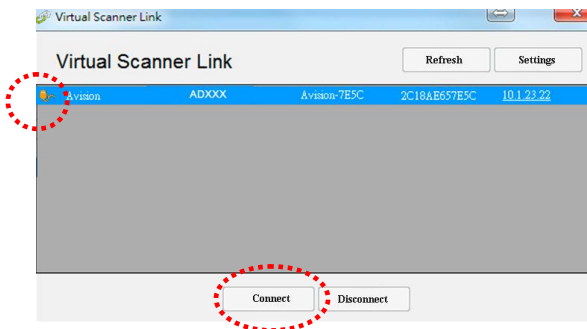 Virtual Scanner Link
Virtual Scanner Link
Refresh
Settings
Avision ADXXX Avision-7E5C 2C18AE657E5C 10.1.23.22
Connect
Disconnect